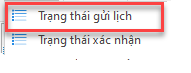 Trạng thái gửi lịch
Trạng thái xác nhận